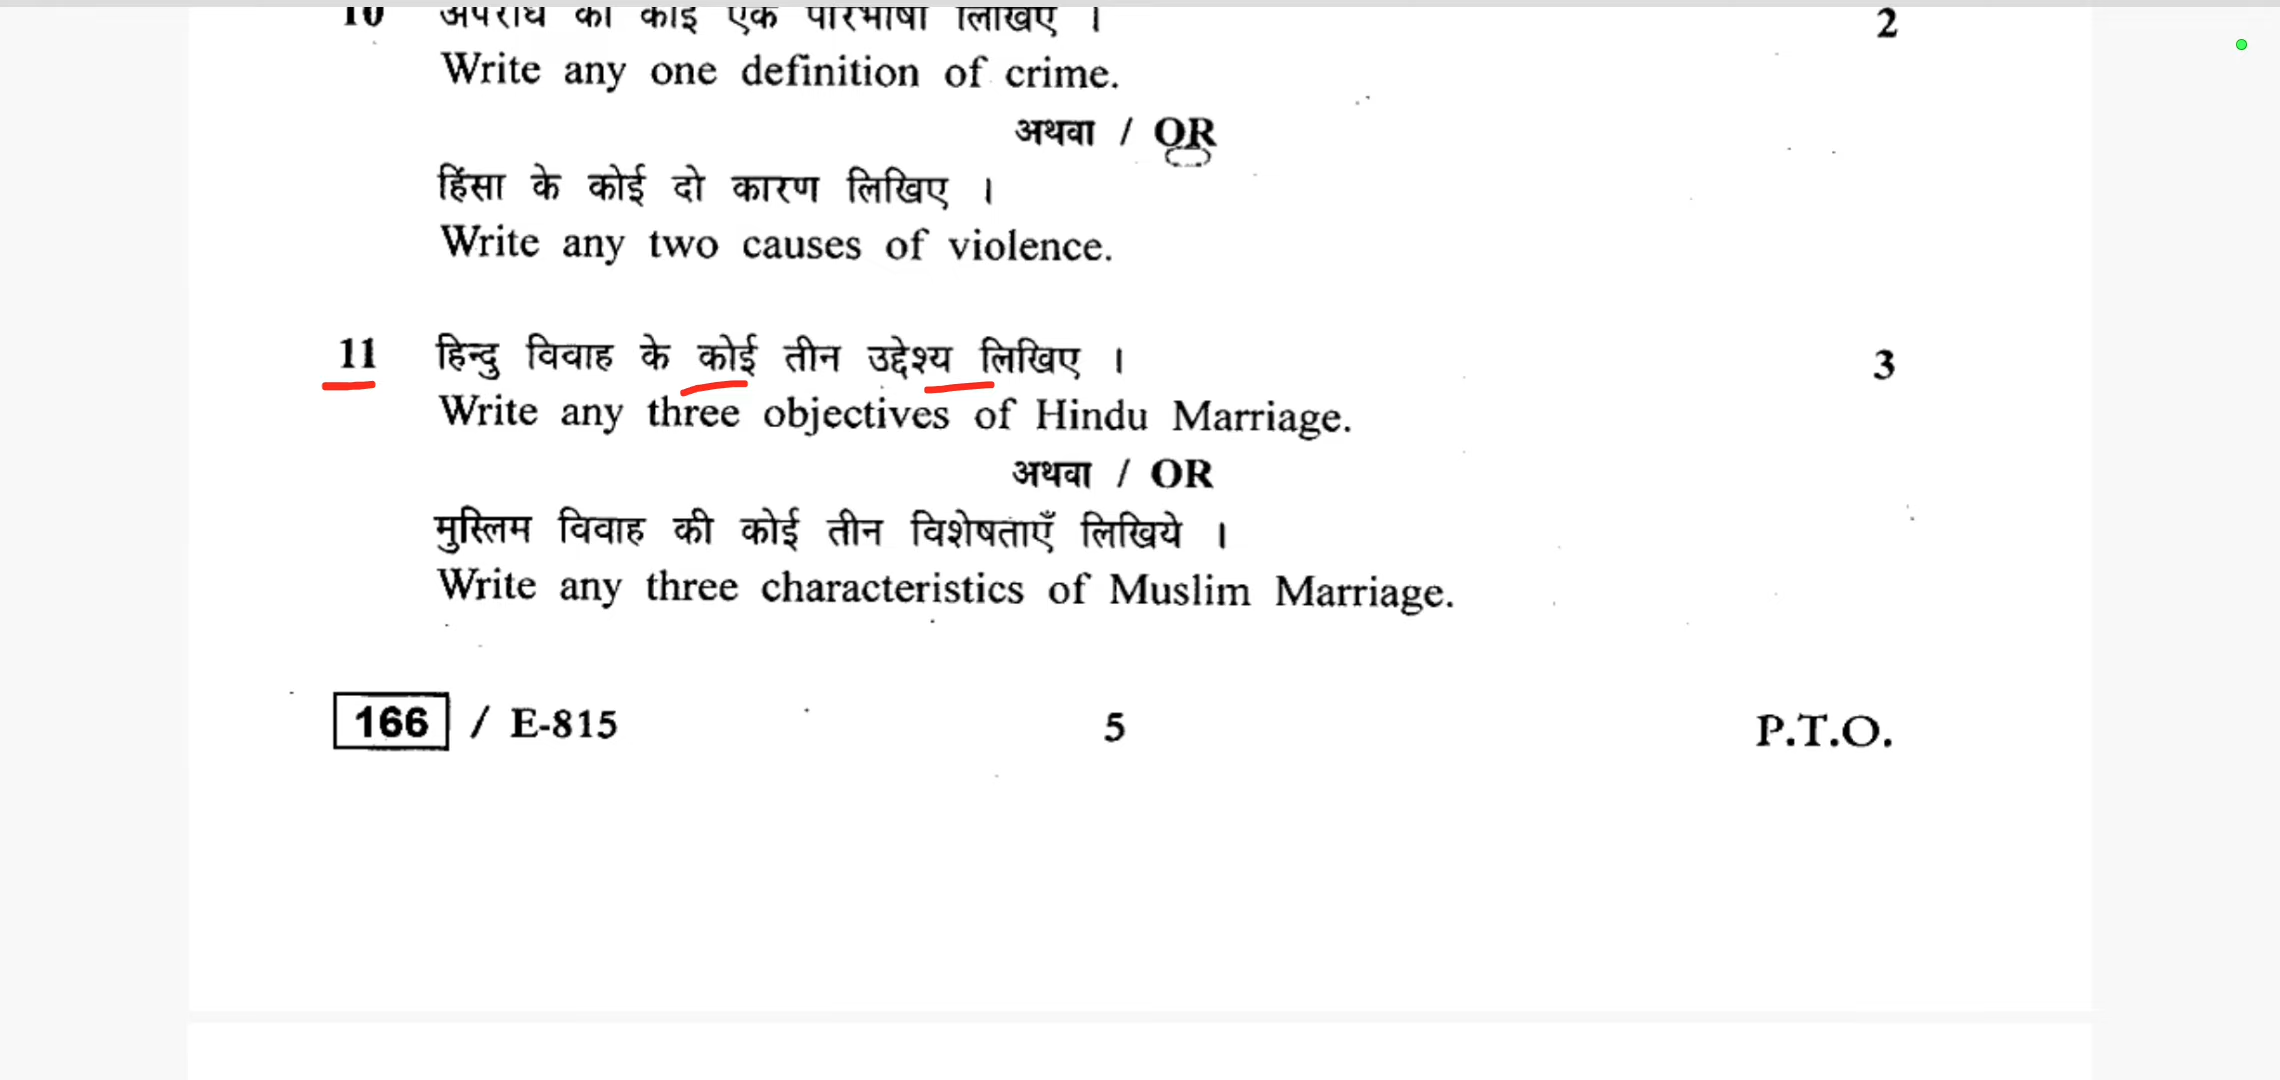 10 अपराध की कोई एक परिभाषा लिखिए । 2
Write any one definition of crime.
अथवा / OR
हिंसा के कोई दो कारण लिखिए ।
Write any two causes of violence.
11 हिन्दु विवाह के कोई तीन उद्देश्य लिखिए । 3
Write any three objectives of Hindu Marriage.
अथवा / OR
मुस्लिम विवाह की कोई तीन विशेषताएँ लिखिये ।
Write any three characteristics of Muslim Marriage.
166 / E-815 5 P.T.O.